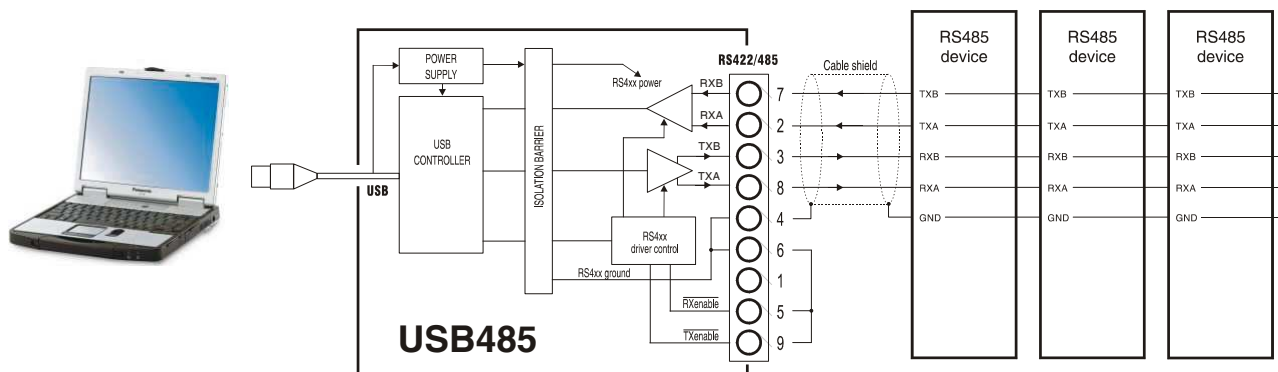 POWER
SUPPLY
USB
CONTROLLER
USB
ISOLATION BARRIER
RS4xx power
RS4xx
driver control
RS4xx ground
RXenable
TXenable
USB485
RS422/485
RXB
RXA
TXB
TXA
7
2
3
8
4
6
1
5
9
Cable shield
RS485
device
TXB
TXA
RXB
RXA
GND
RS485
device
TXB
TXA
RXB
RXA
GND
RS485
device
TXB
TXA
RXB
RXA
GND
Panasonic